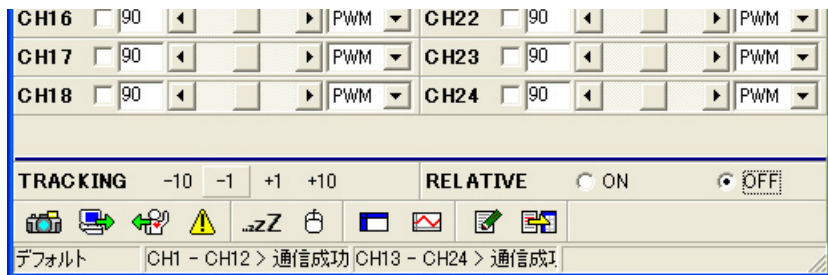 CH16 90 PWM CH22 90 PWM
CH17 90 PWM CH23 90 PWM
CH18 90 PWM CH24 90 PWM
TRACKING -10 -1 +1 +10 RELATIVE ON OFF
..zzZ
デフォルト CH1 - CH12 > 通信成功 CH13 - CH24 > 通信成